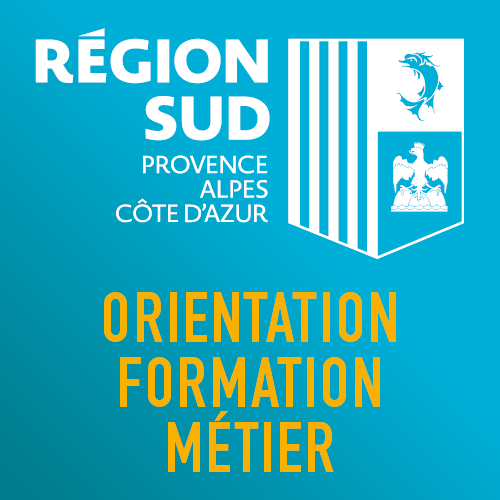 RÉGION
SUD
PROVENCE
ALPES
CÔTE D'AZUR
ORIENTATION
FORMATION
MÉTIER